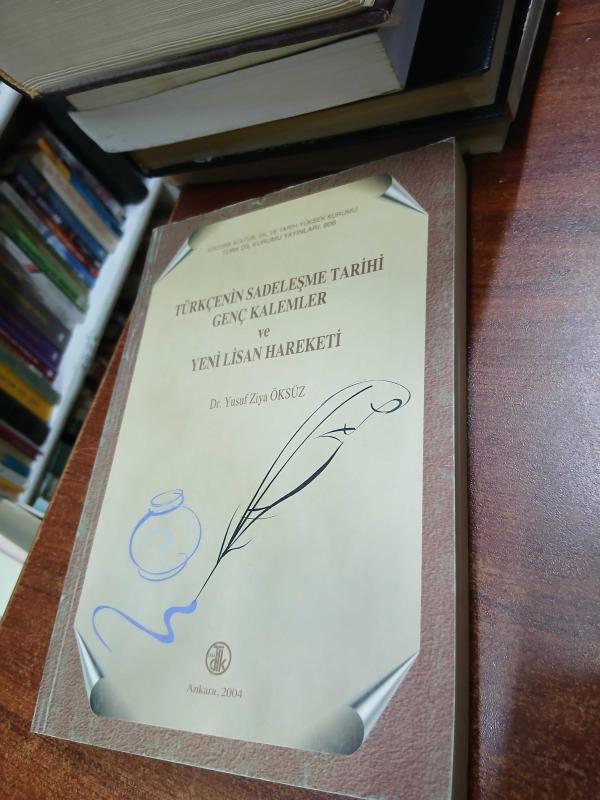 ATATÜRK KÜLTÜR, DİL VE TARİH YÜKSEK KURUMU
TÜRK DİL KURUMU YAYINLARI: 806
TÜRKÇENİN SADELEŞME TARİHİ
GENÇ KALEMLER
ve
YENİ LİSAN HAREKETİ
Dr. Yusuf Ziya ÖKSÜZ
Ankara, 2004